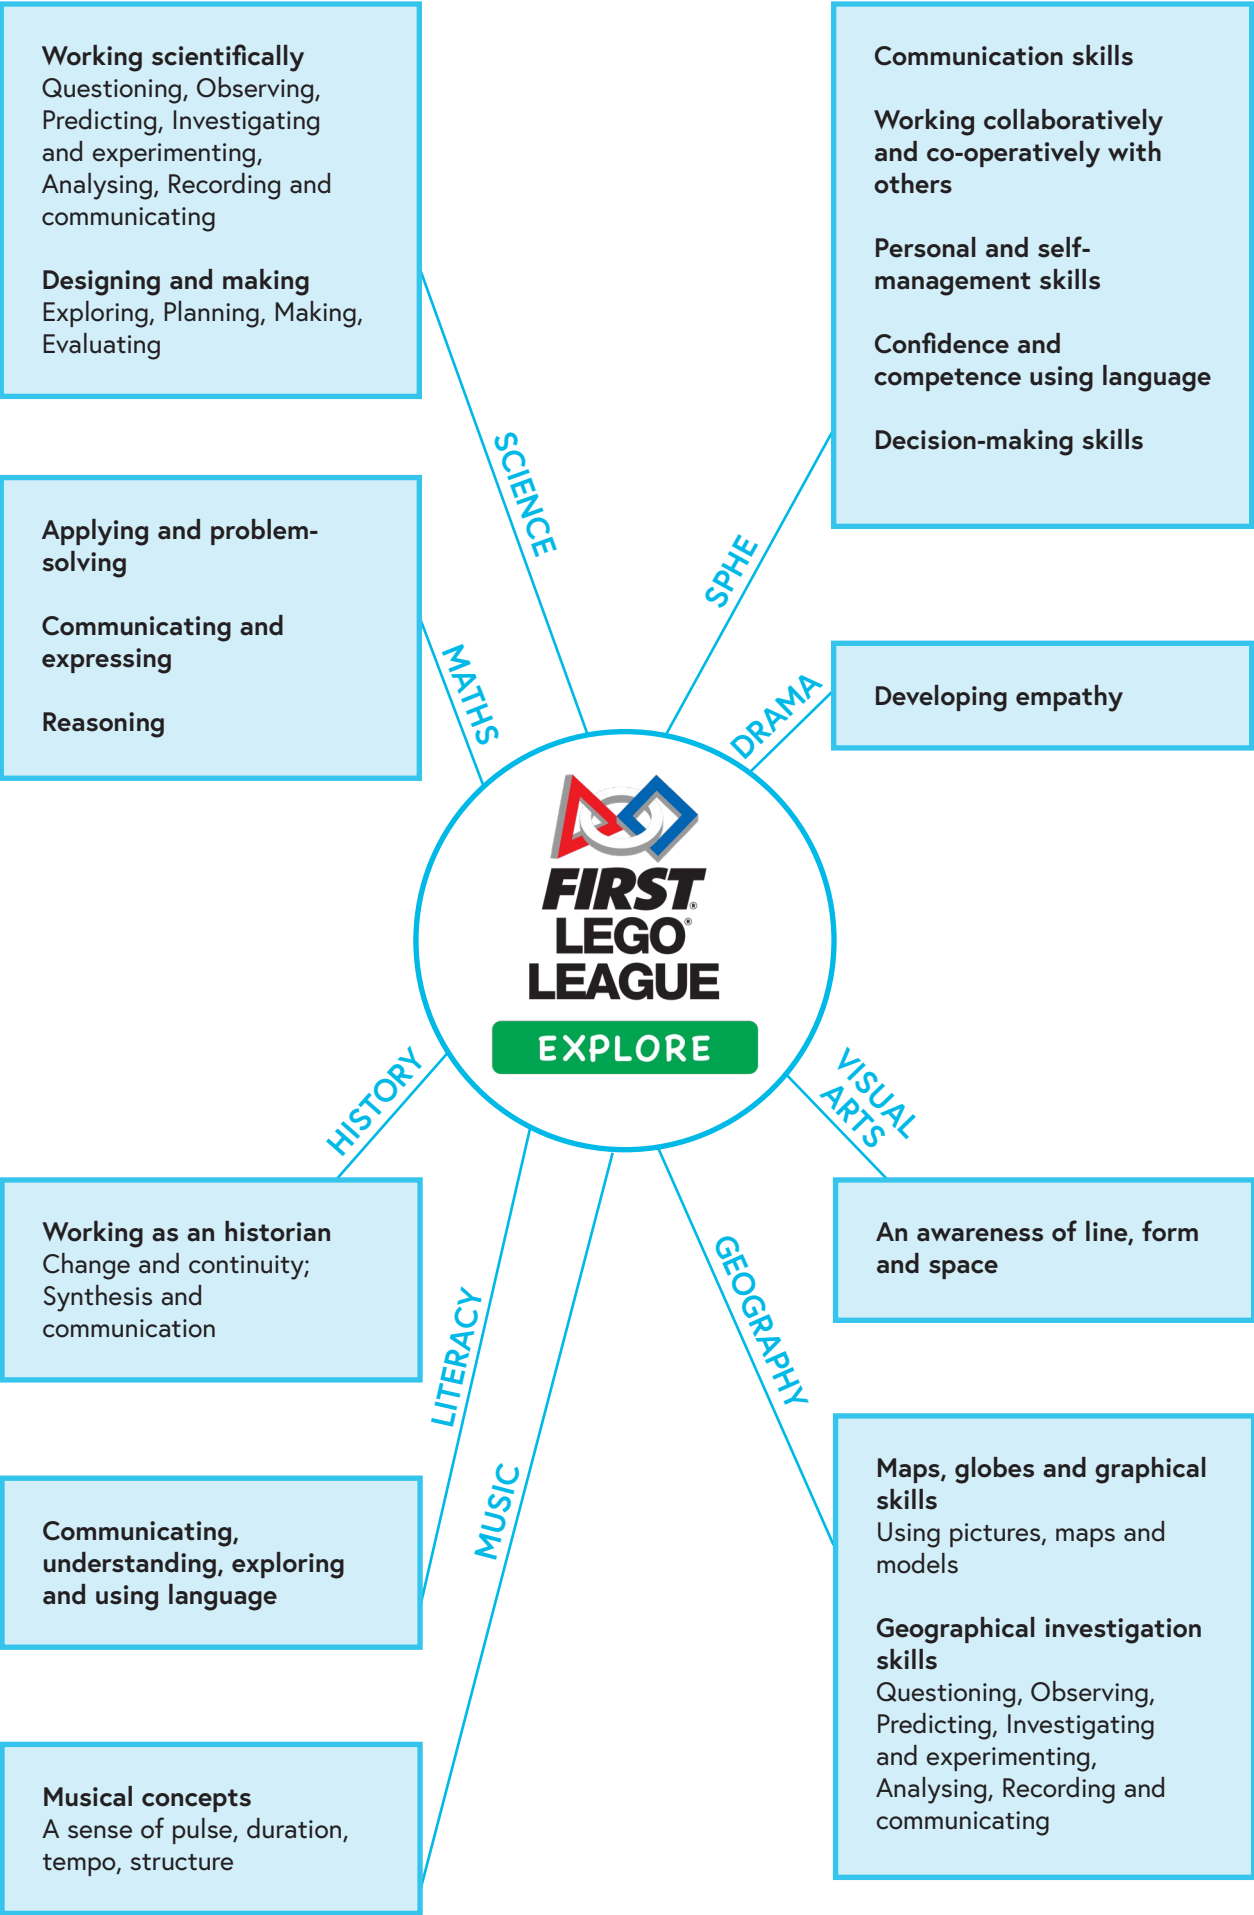 Working scientifically
Questioning, Observing,
Predicting, Investigating
and experimenting,
Analysing, Recording and
communicating
Designing and making
Exploring, Planning, Making,
Evaluating
SCIENCE
Applying and problem-
solving
Communicating and
expressing
Reasoning
MATHS
Communication skills
Working collaboratively
and co-operatively with
others
Personal and self-
management skills
Confidence and
competence using language
Decision-making skills
SPHE
Developing empathy
DRAMA
FIRST®
LEGO®
LEAGUE
EXPLORE
HISTORY
Working as an historian
Change and continuity;
Synthesis and
communication
LITERACY
Communicating,
understanding, exploring
and using language
MUSIC
Musical concepts
A sense of pulse, duration,
tempo, structure
VISUAL
ARTS
An awareness of line, form
and space
GEOGRAPHY
Maps, globes and graphical
skills
Using pictures, maps and
models
Geographical investigation
skills
Questioning, Observing,
Predicting, Investigating
and experimenting,
Analysing, Recording and
communicating